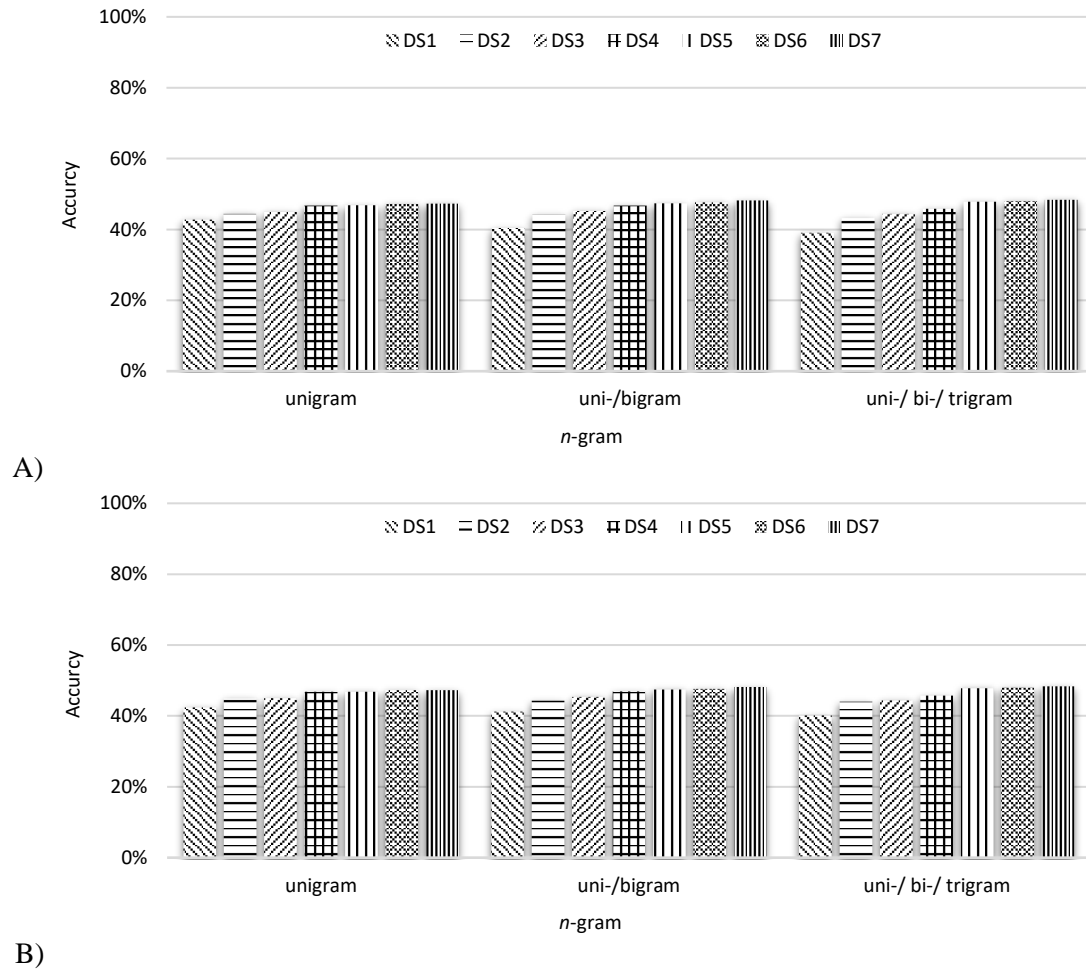 100%
DS1 DS2 DS3 DS4 DS5 DS6 DS7
80%
60%
Accurcy
40%
20%
0%
unigram uni-/bigram uni-/ bi-/ trigram
n-gram
A)
100%
DS1 DS2 DS3 DS4 DS5 DS6 DS7
80%
60%
Accurcy
40%
20%
0%
unigram uni-/bigram uni-/ bi-/ trigram
n-gram
B)